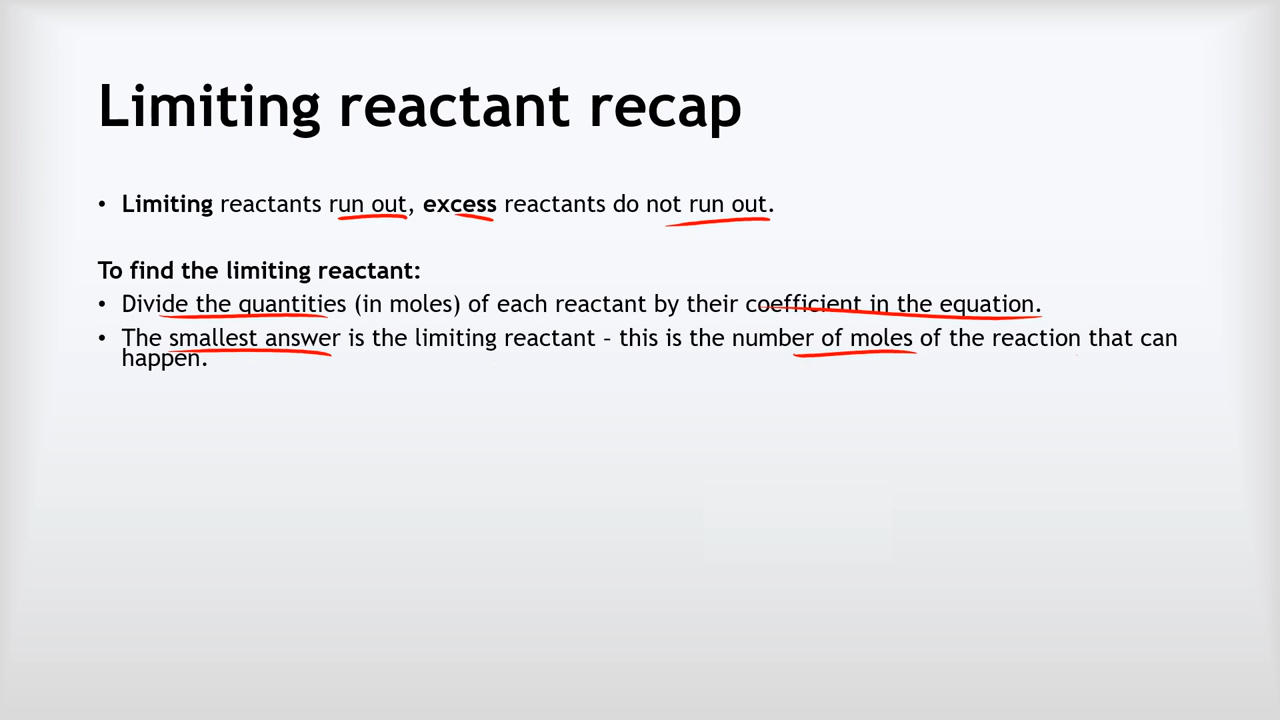 Limiting reactant recap
• Limiting reactants run out, excess reactants do not run out.
To find the limiting reactant:
• Divide the quantities (in moles) of each reactant by their coefficient in the equation.
• The smallest answer is the limiting reactant – this is the number of moles of the reaction that can
happen.